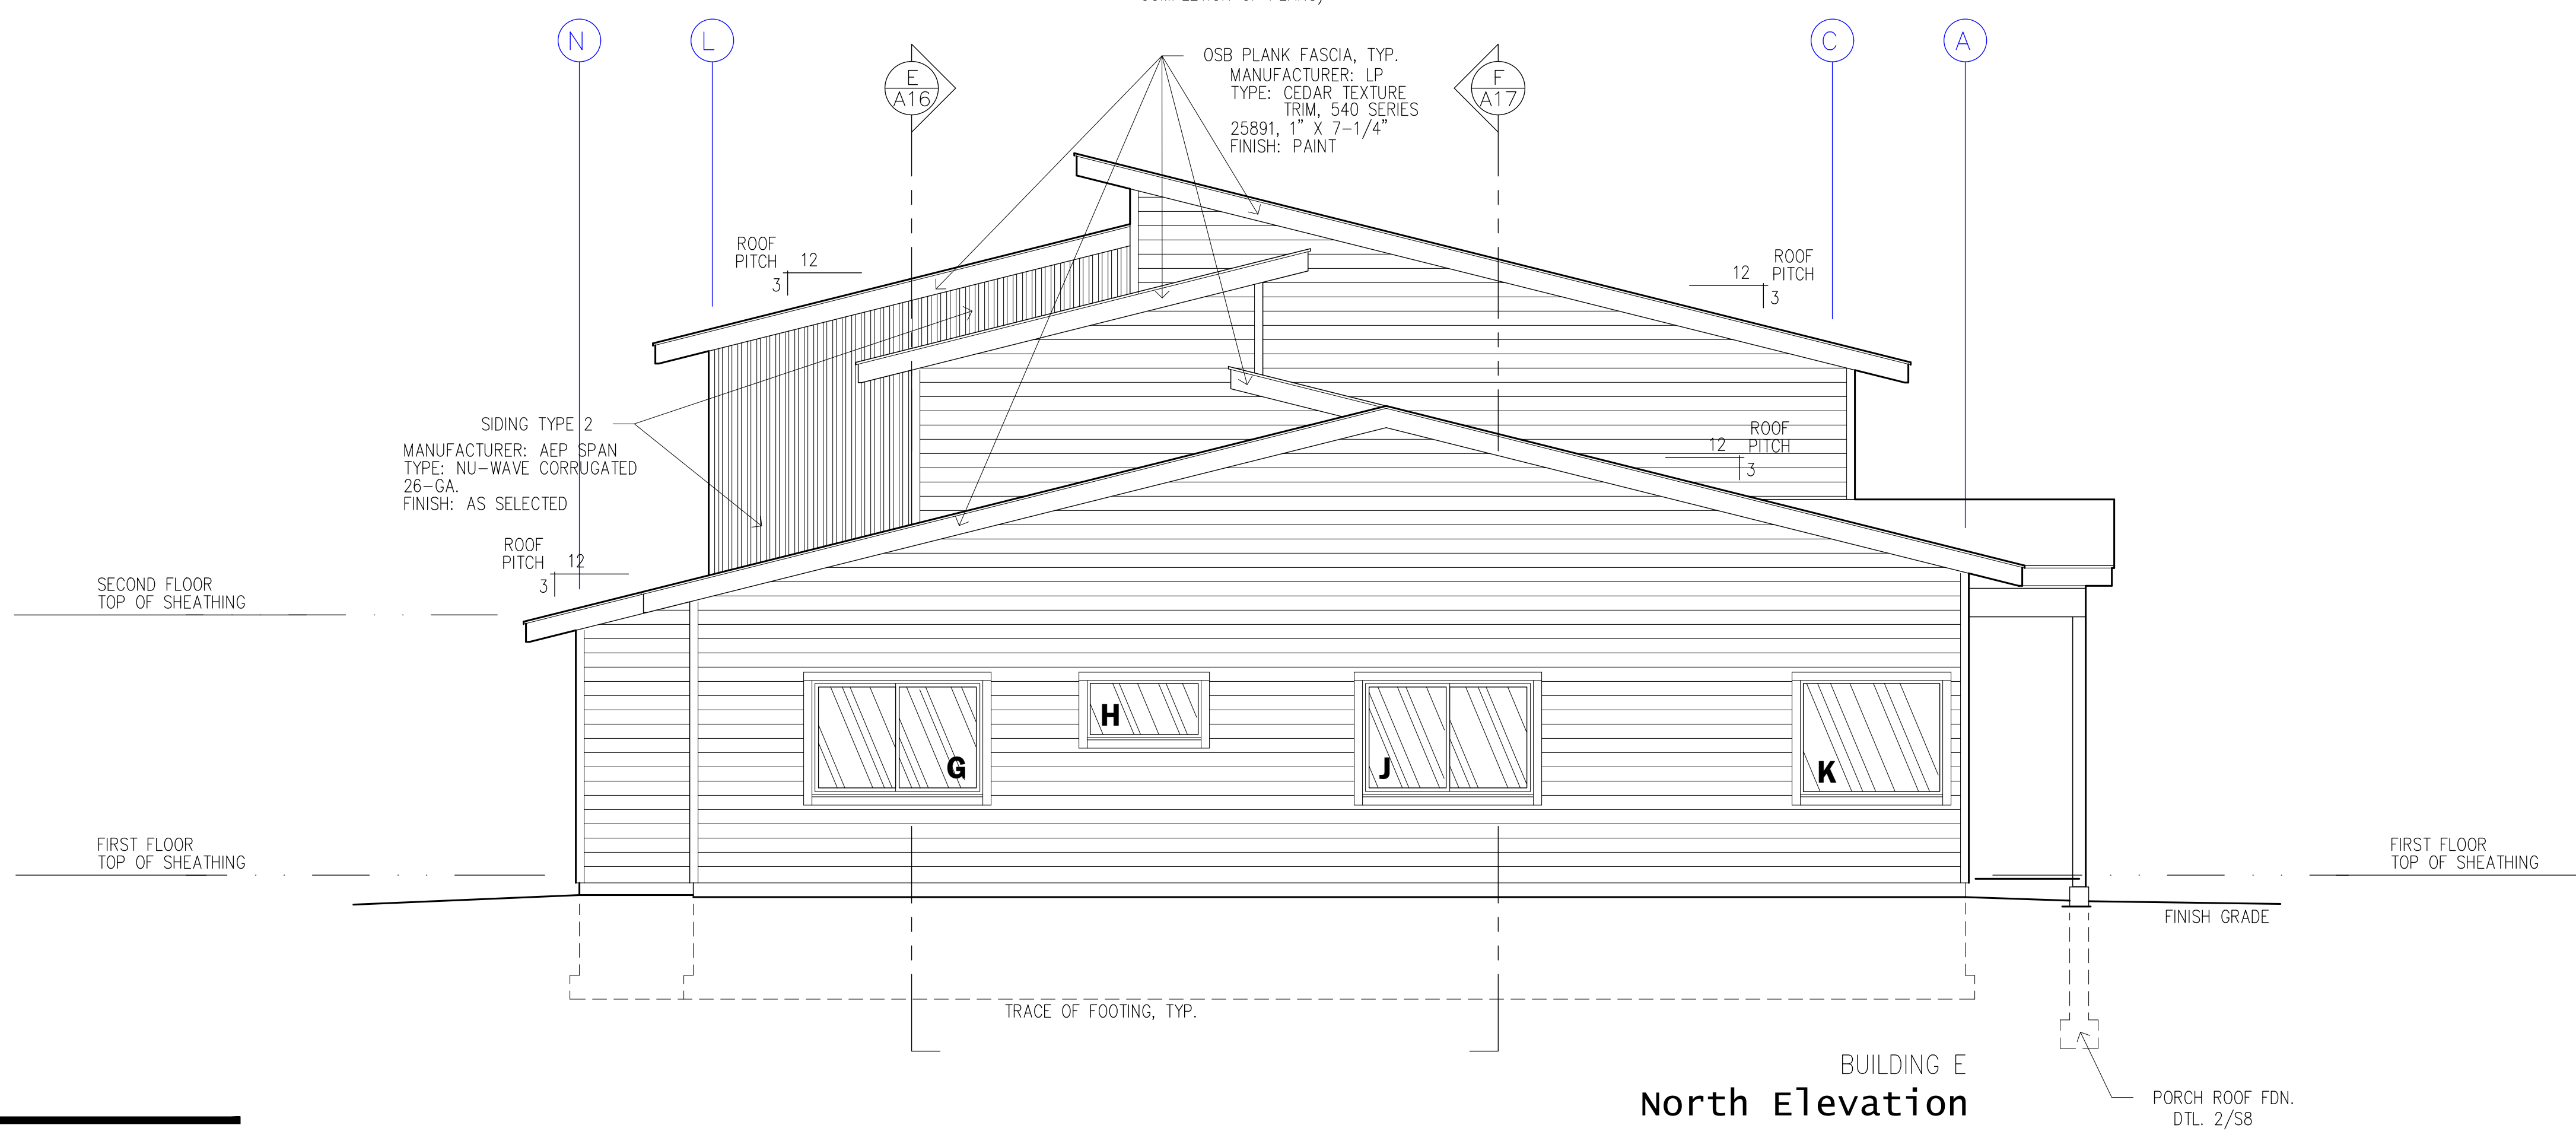 N
L
C
A
E
A16
F
A17
OSB PLANK FASCIA, TYP.
MANUFACTURER: LP
TYPE: CEDAR TEXTURE
TRIM, 540 SERIES
25891, 1" X 7-1/4"
FINISH: PAINT
ROOF
PITCH
12
3
ROOF
PITCH
12
3
SIDING TYPE 2
MANUFACTURER: AEP SPAN
TYPE: NU-WAVE CORRUGATED
26-GA.
FINISH: AS SELECTED
ROOF
PITCH
12
3
ROOF
PITCH
12
3
SECOND FLOOR
TOP OF SHEATHING
G
H
J
K
FIRST FLOOR
TOP OF SHEATHING
FIRST FLOOR
TOP OF SHEATHING
FINISH GRADE
TRACE OF FOOTING, TYP.
BUILDING E
North Elevation
PORCH ROOF FDN.
DTL. 2/S8